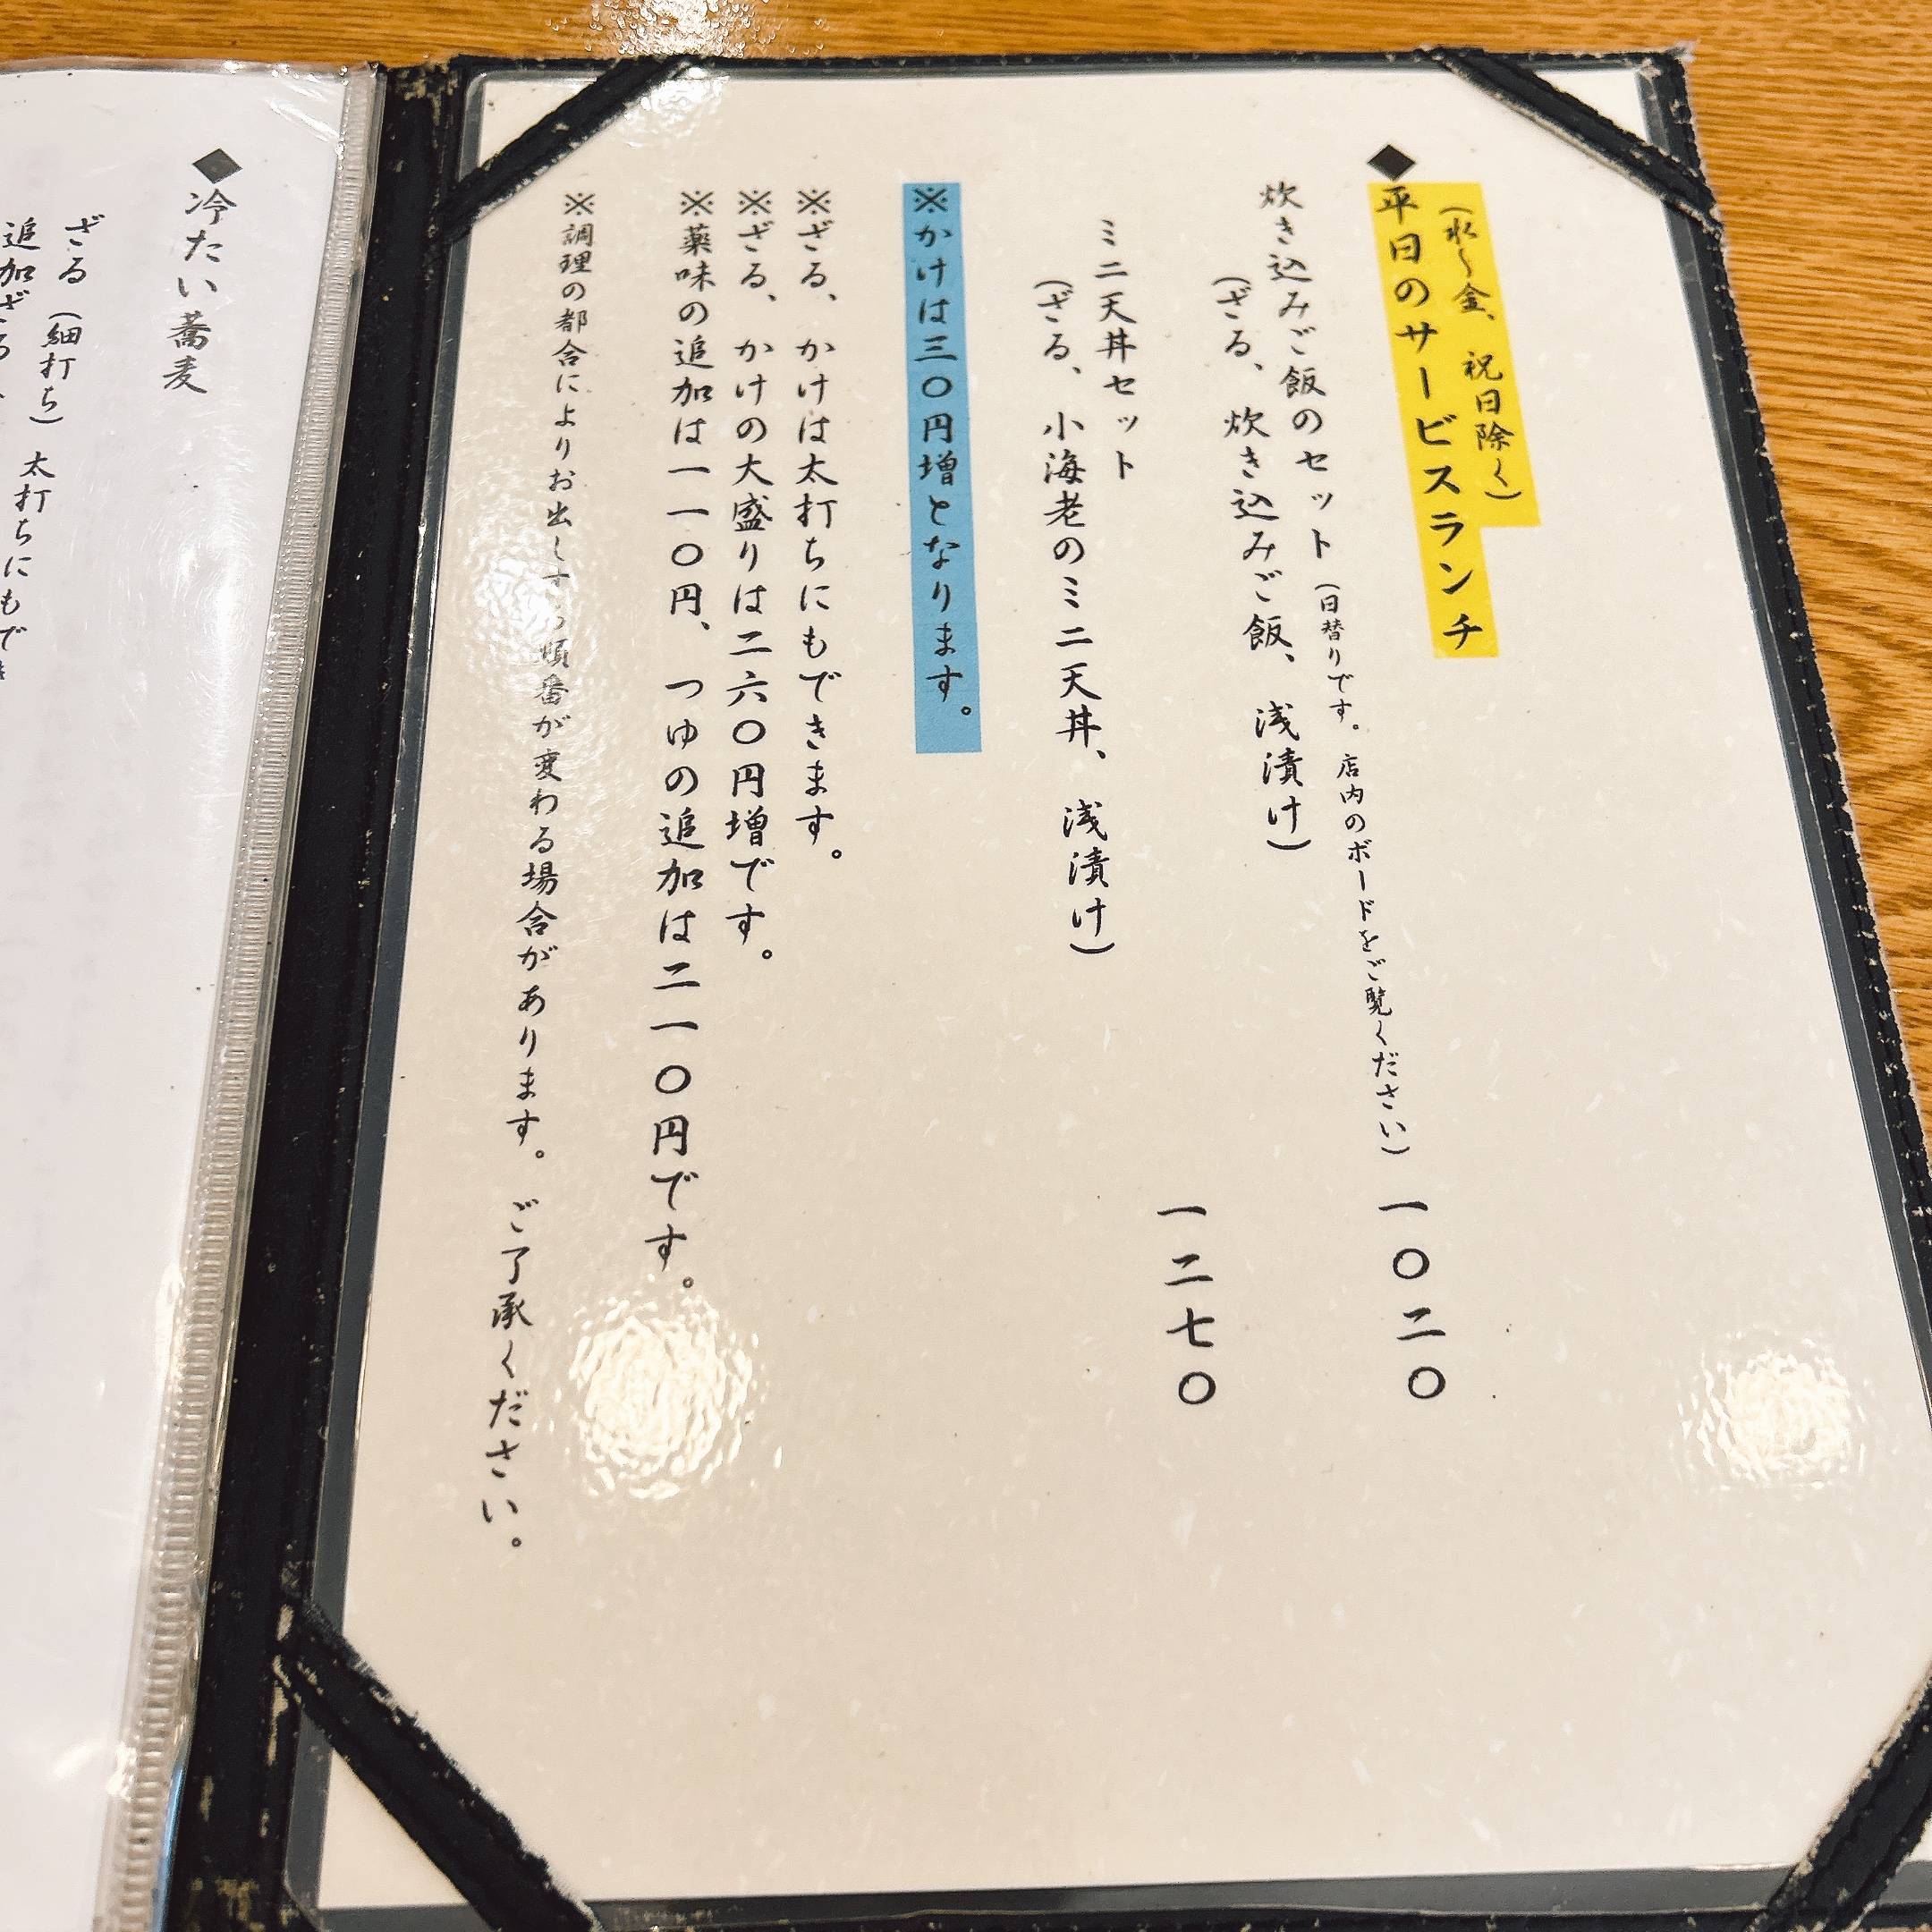 (水〜金、祝日除く)
◆平日のサービスランチ
炊き込みご飯のセット(日替りです。店内のボードをご覧ください) 一〇二〇
(ざる、炊き込みご飯、浅漬け)
ミニ天丼セット 一二七〇
(ざる、小海老のミニ天丼、浅漬け)
※かけは三〇円増となります。
※ざる、かけは太打ちにもできます。
※ざる、かけの大盛りは二六〇円増です。
※薬味の追加は一一〇円、つゆの追加は二一〇円です。
※調理の都合によりお出しする順番が変わる場合があります。ご了承ください。
◆冷たい蕎麦
ざる(細打ち)太打ちにもで
追加ざる